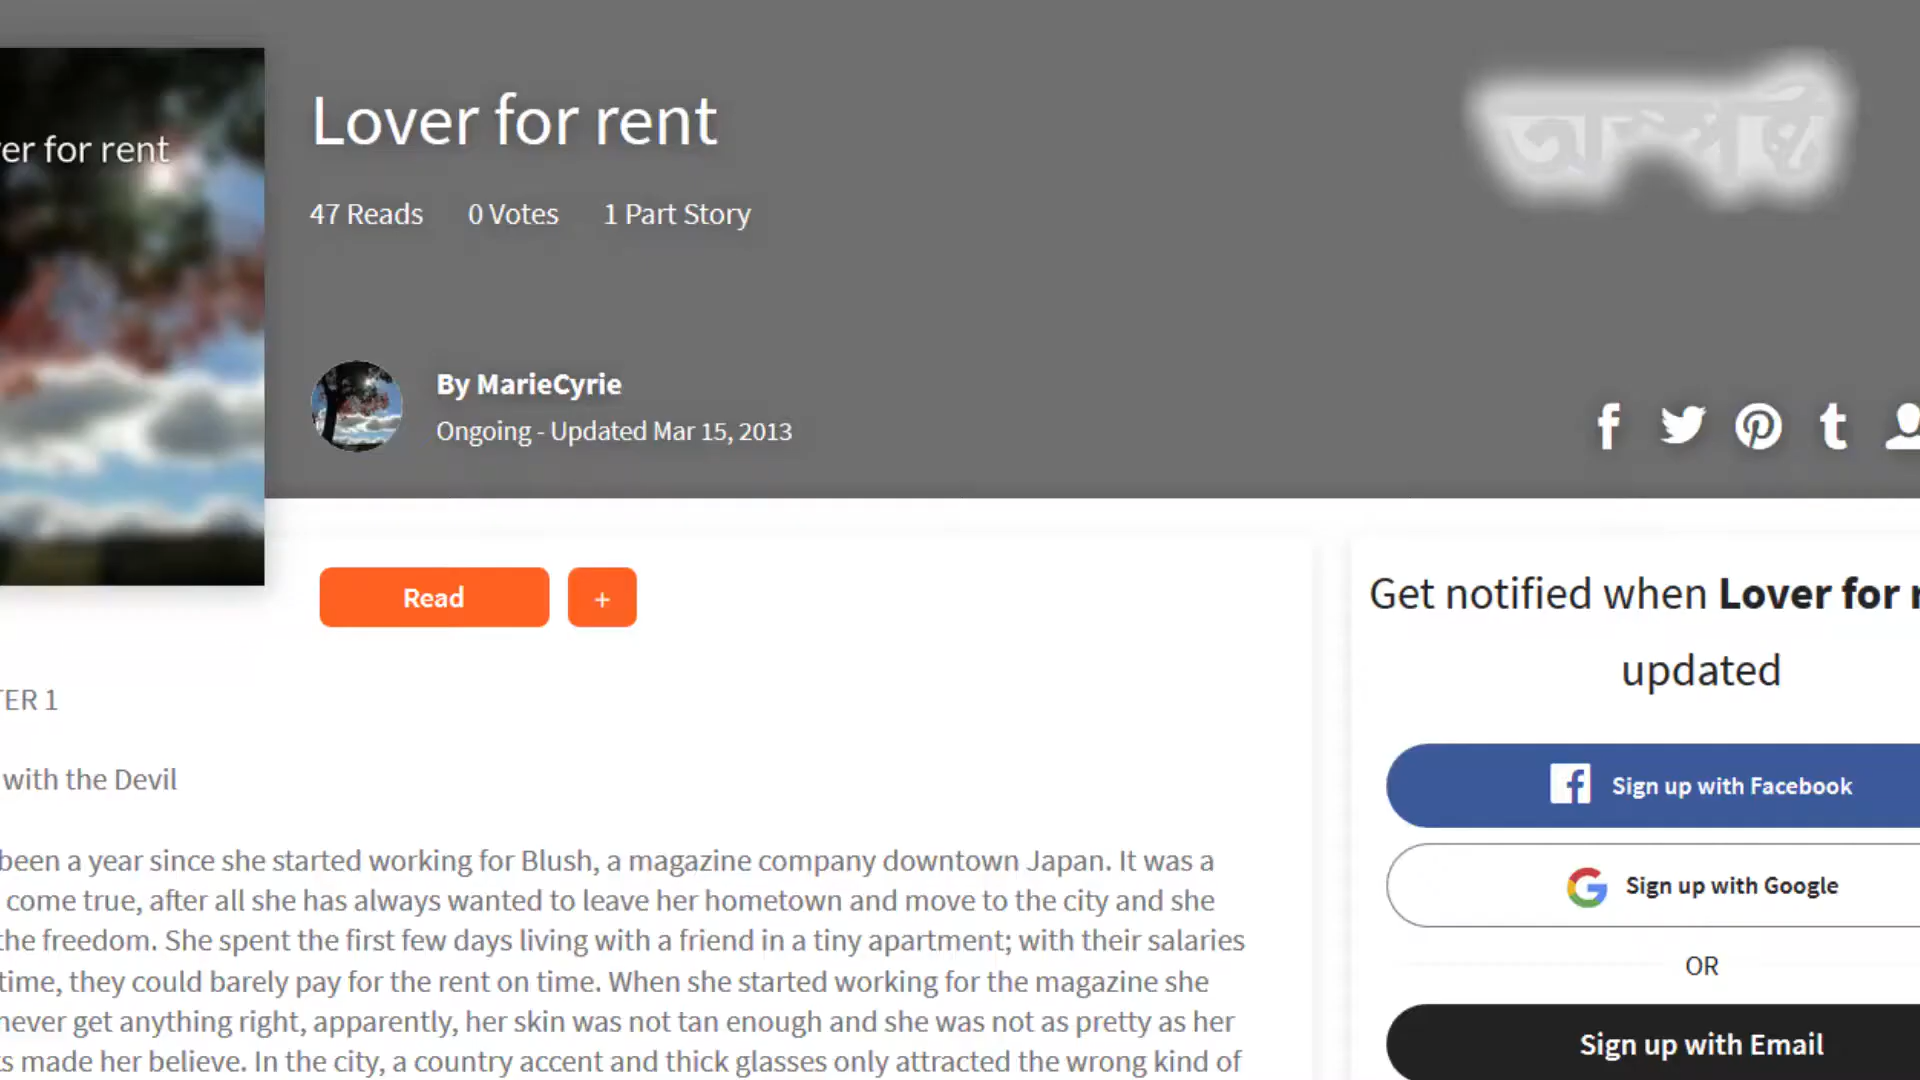 Lover for rent
er for rent
47 Reads 0 Votes 1 Part Story
By MarieCyrie
Ongoing - Updated Mar 15, 2013
Read +
Get notified when Lover for
updated
TER 1
with the Devil
Sign up with Facebook
Sign up with Google
OR
Sign up with Email
been a year since she started working for Blush, a magazine company downtown Japan. It was a
come true, after all she has always wanted to leave her hometown and move to the city and she
the freedom. She spent the first few days living with a friend in a tiny apartment; with their salaries
time, they could barely pay for the rent on time. When she started working for the magazine she
never get anything right, apparently, her skin was not tan enough and she was not as pretty as her
made her believe. In the city, a country accent and thick glasses only attracted the wrong kind of